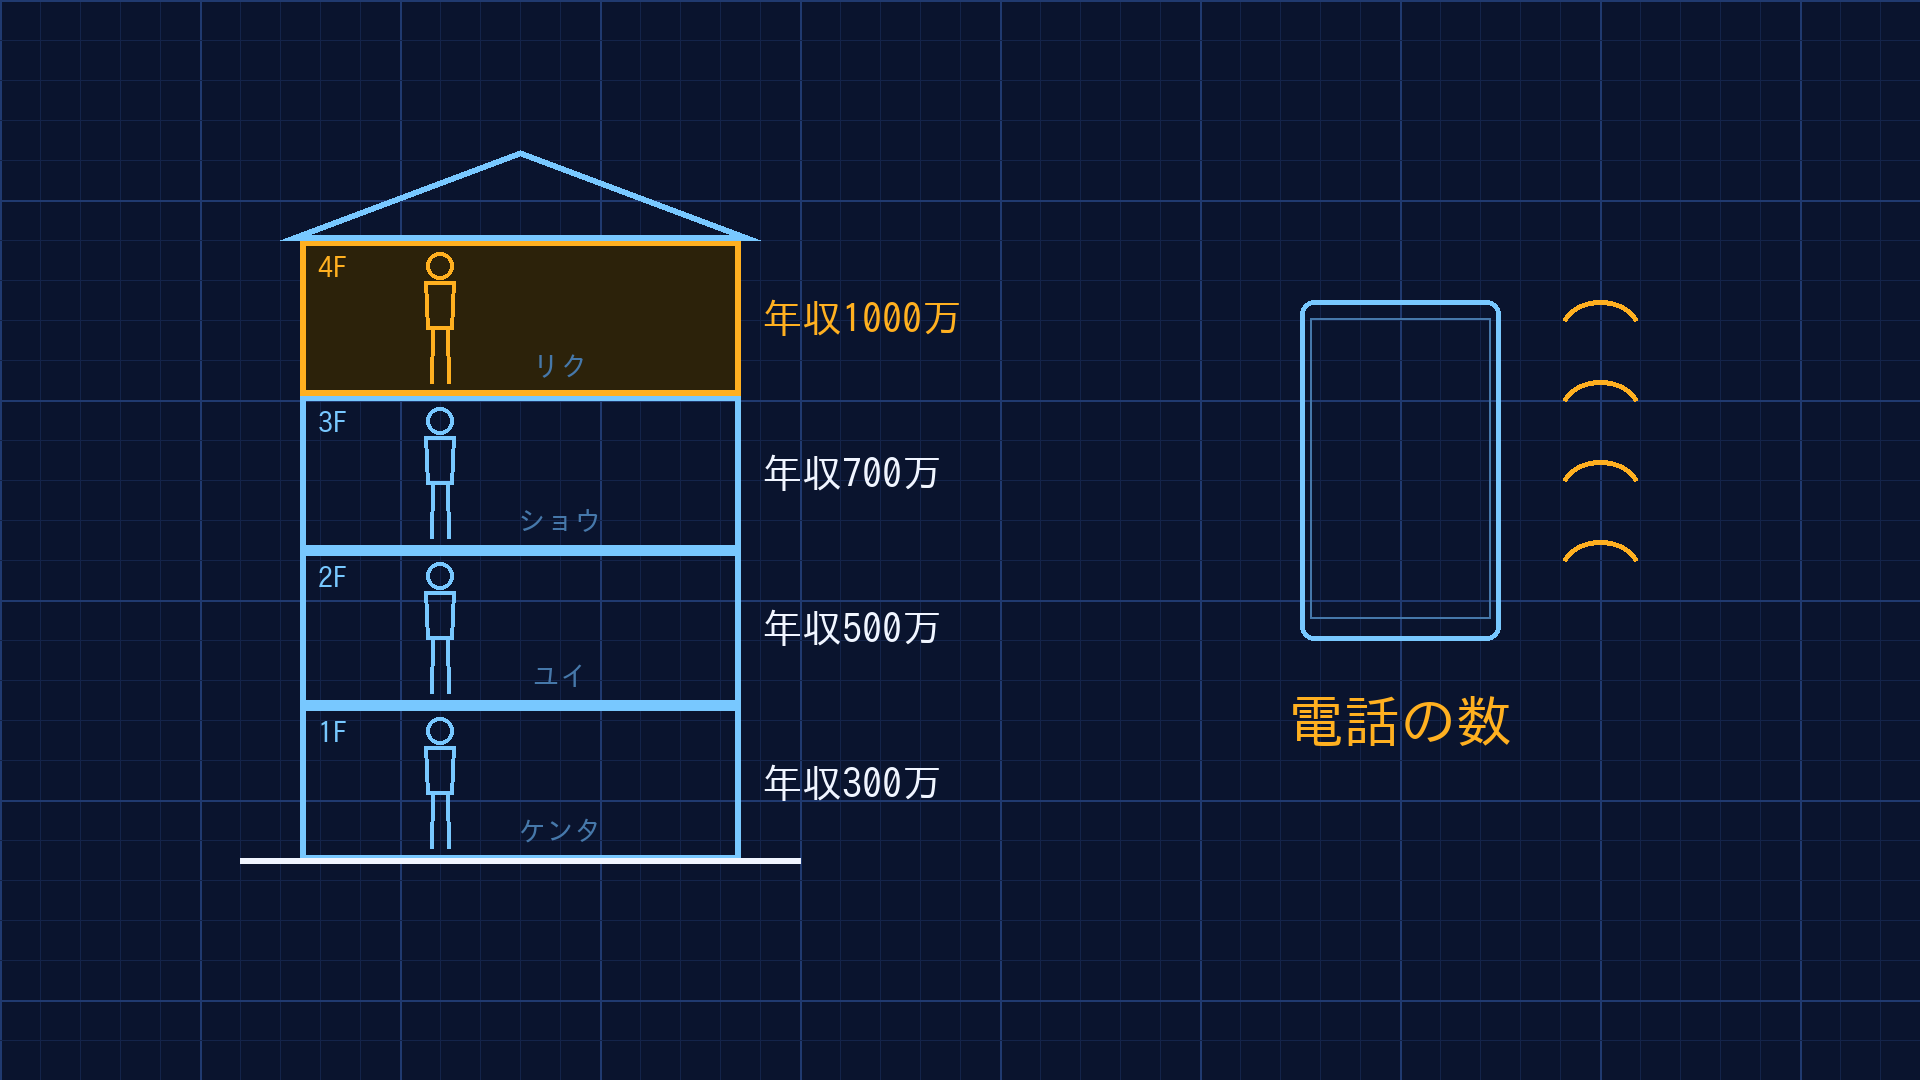 4F
リク
年収1000万
3F
ショウ
年収700万
2F
ユイ
年収500万
1F
ケンタ
年収300万
電話の数